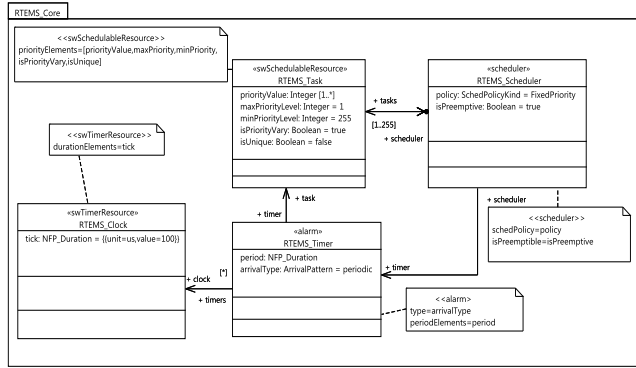 RTEMS_Core
<<swSchedulableResource>>
priorityElements=[priorityValue,maxPriority,minPriority,
isPriorityVary,isUnique]
«swSchedulableResource»
RTEMS_Task
priorityValue: Integer [1..*]
maxPriorityLevel: Integer = 1
minPriorityLevel: Integer = 255
isPriorityVary: Boolean = true
isUnique: Boolean = false
+ tasks
[1..255]
+ scheduler
«scheduler»
RTEMS_Scheduler
policy: SchedPolicyKind = FixedPriority
isPreemptive: Boolean = true
<<swTimerResource>>
durationElements=tick
+ task
+ timer
+ scheduler
<<scheduler>>
schedPolicy=policy
isPreemptible=isPreemptive
«swTimerResource»
RTEMS_Clock
tick: NFP_Duration = {{unit=us,value=100}}
[*]
+ clock
+ timers
«alarm»
RTEMS_Timer
period: NFP_Duration
arrivalType: ArrivalPattern = periodic
+ timer
<<alarm>>
type=arrivalType
periodElements=period